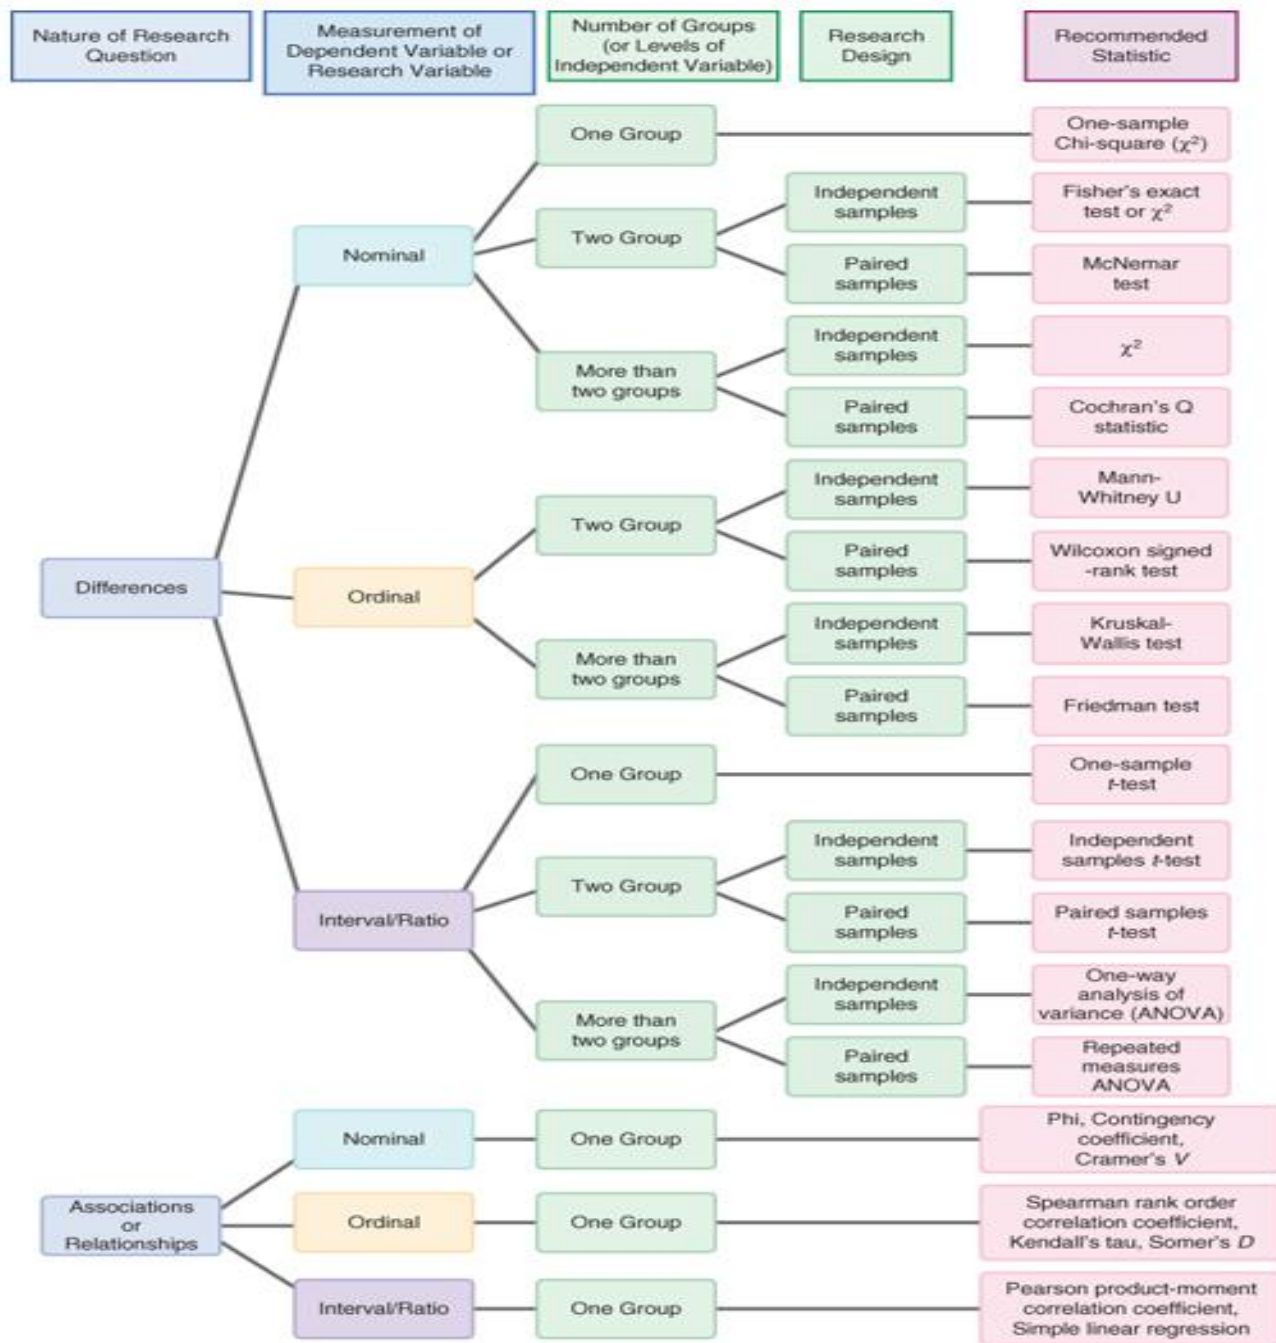 Nature of Research
Question
Measurement of
Dependent Variable or
Research Variable
Number of Groups
(or Levels of
Independent Variable)
Research
Design
Recommended
Statistic
Differences
Nominal
One Group
One-sample
Chi-square (χ²)
Two Group
Independent
samples
Fisher's exact
test or χ²
Paired
samples
McNemar
test
More than
two groups
Independent
samples
χ²
Paired
samples
Cochran's Q
statistic
Ordinal
Two Group
Independent
samples
Mann-
Whitney U
Paired
samples
Wilcoxon signed
-rank test
More than
two groups
Independent
samples
Kruskal-
Wallis test
Paired
samples
Friedman test
Interval/Ratio
One Group
One-sample
t-test
Two Group
Independent
samples
Independent
samples t-test
Paired
samples
Paired samples
t-test
More than
two groups
Independent
samples
One-way
analysis of
variance (ANOVA)
Paired
samples
Repeated
measures
ANOVA
Associations
or
Relationships
Nominal
One Group
Phi, Contingency
coefficient,
Cramer's V
Ordinal
One Group
Spearman rank order
correlation coefficient,
Kendall's tau, Somer's D
Interval/Ratio
One Group
Pearson product-moment
correlation coefficient,
Simple linear regression